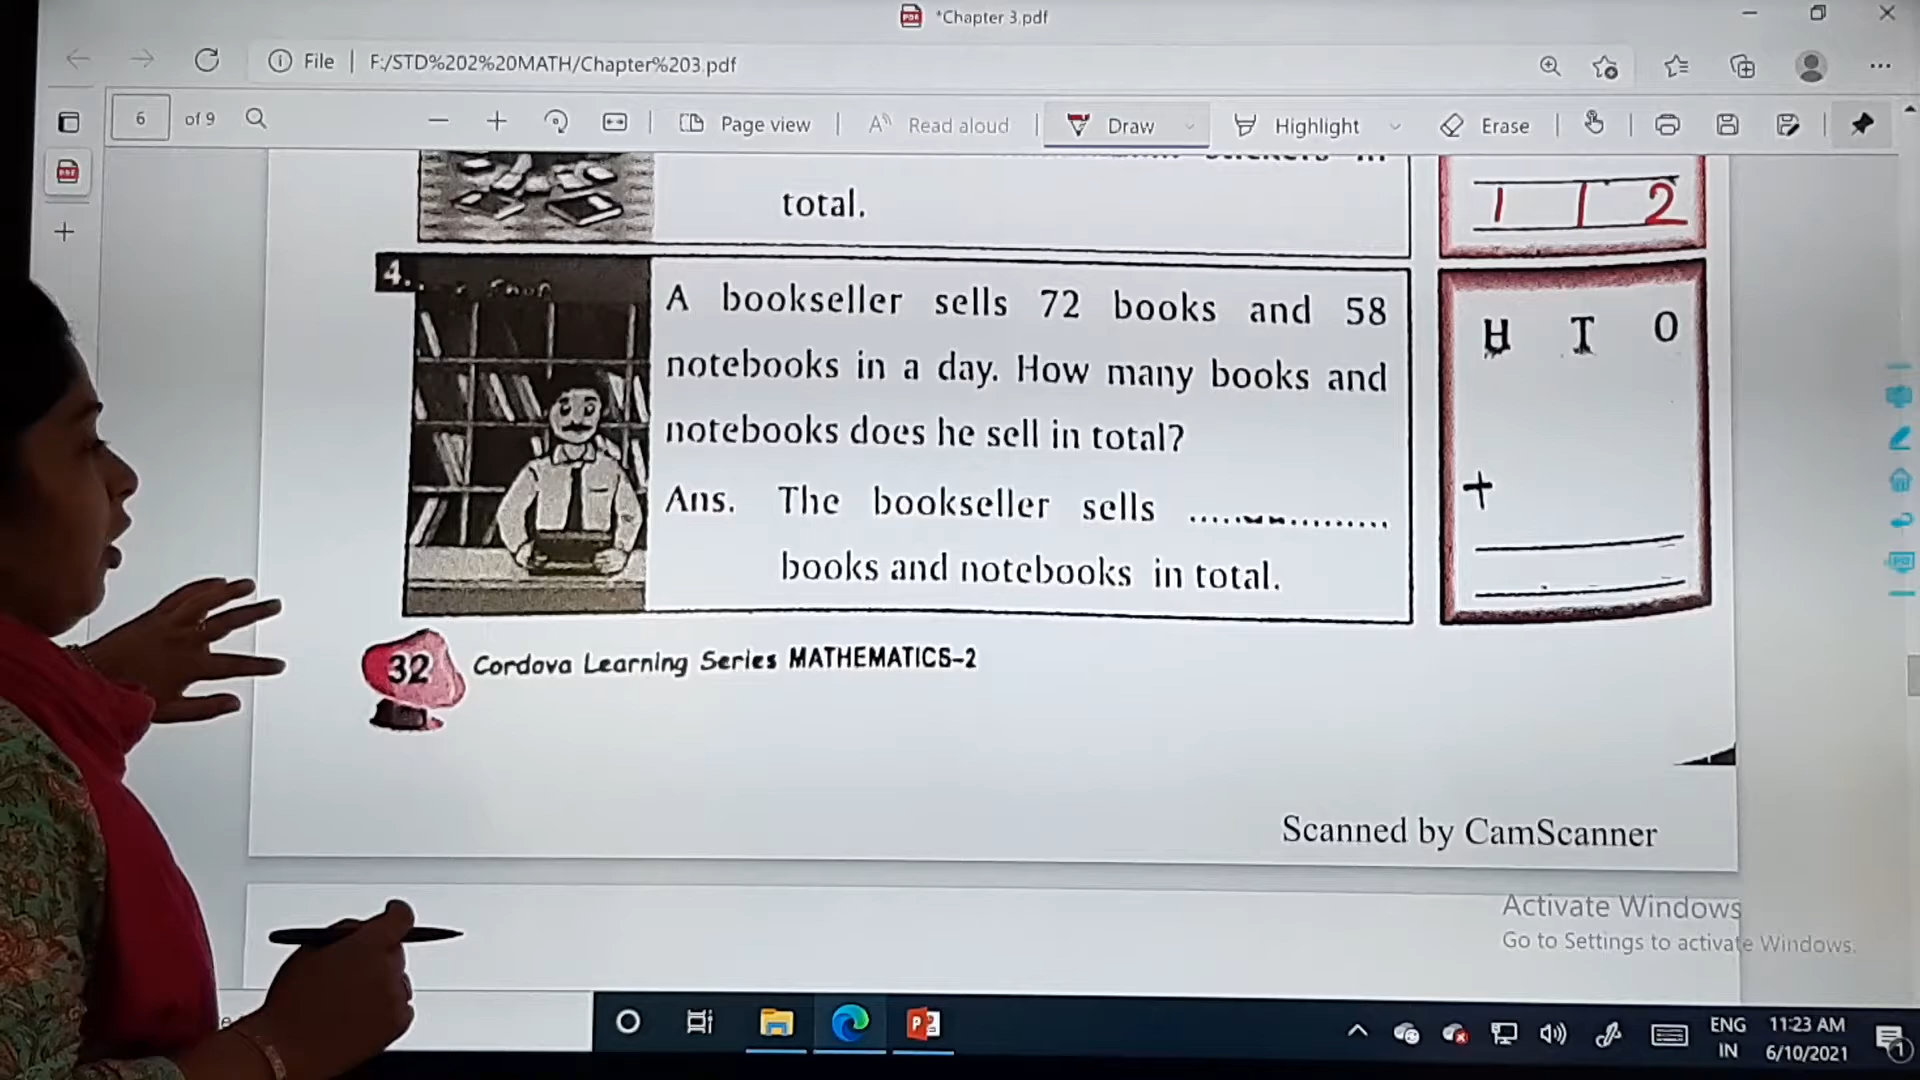 *Chapter 3.pdf
File | F:/STD%202%20MATH/Chapter%203.pdf
6 of 9 Page view Read aloud Draw Highlight Erase
total.
1 1 2
4.
A bookseller sells 72 books and 58
notebooks in a day. How many books and
notebooks does he sell in total?
Ans. The bookseller sells ..................
books and notebooks in total.
H T O
+
32 Cordova Learning Series MATHEMATICS-2
Scanned by CamScanner
Activate Windows
Go to Settings to activate Windows.
ENG 11:23 AM
IN 6/10/2021
1